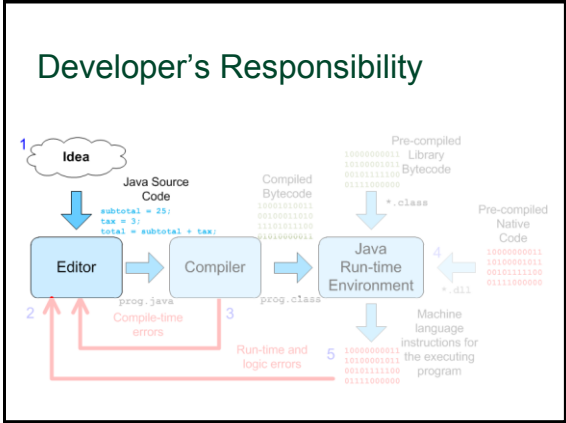 Developer's Responsibility
1
Idea
Java Source
Code
subtotal = 25;
tax = 3;
total = subtotal + tax;
Compiled
Bytecode
10001010011
00100011010
11101011100
01010000011
Pre-compiled
Library
Bytecode
10000000011
10100001011
00101111100
01111000000
*.class
Pre-compiled
Native
Code
10000000011
10100001011
00101111100
01111000000
*.dll
Editor
Compiler
Java
Run-time
Environment
4
prog.java
prog.class
2
Compile-time
errors
3
Run-time and
logic errors
5
10000000011
10100001011
00101111100
01111000000
Machine
language
instructions for
the executing
program